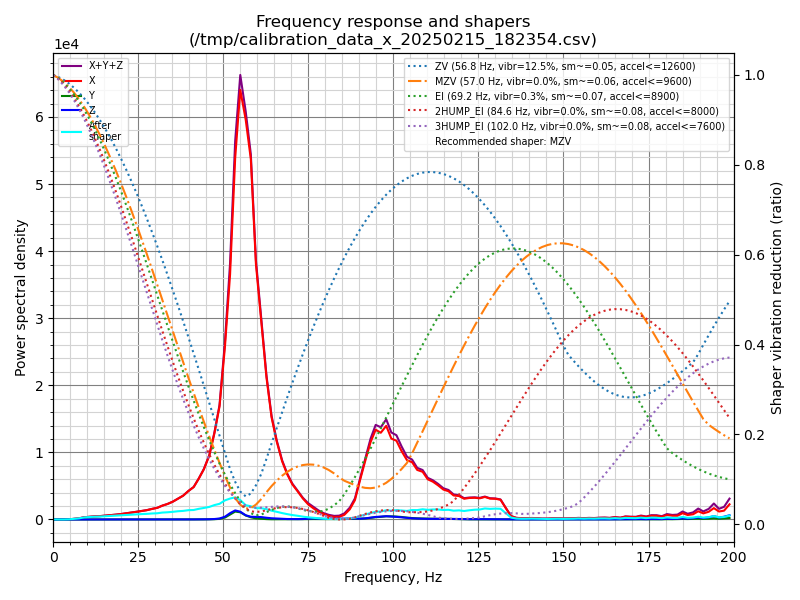 Frequency response and shapers
(/tmp/calibration_data_x_20250215_182354.csv)
1e4
X+Y+Z
X
Y
Z
After
shaper
ZV (56.8 Hz, vibr=12.5%, sm~=0.05, accel<=12600)
MZV (57.0 Hz, vibr=0.0%, sm~=0.06, accel<=9600)
EI (69.2 Hz, vibr=0.3%, sm~=0.07, accel<=8900)
2HUMP_EI (84.6 Hz, vibr=0.0%, sm~=0.08, accel<=8000)
3HUMP_EI (102.0 Hz, vibr=0.0%, sm~=0.08, accel<=7600)
Recommended shaper: MZV
6
5
4
3
2
1
0
Power spectral density
1.0
0.8
0.6
0.4
0.2
0.0
Shaper vibration reduction (ratio)
0 25 50 75 100 125 150 175 200
Frequency, Hz